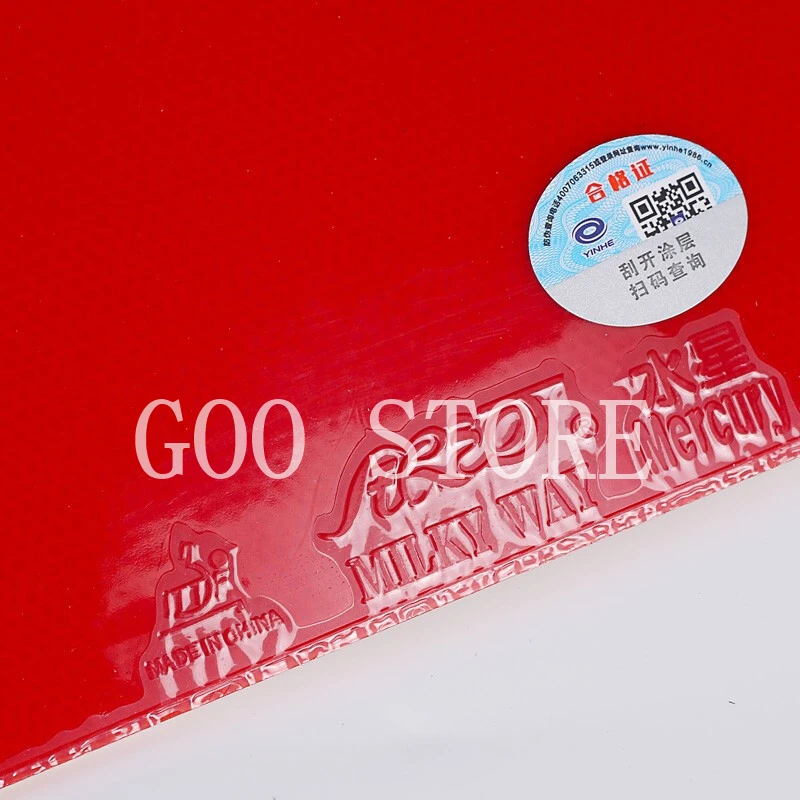 防伪查询电话4007063315或登录网址查询www.yinhe1986.cn
合格证
YINHE
刮开涂层
扫码查询
水星
Mercury
GOO STORE
银河
MILKY WAY
MADE IN CHINA